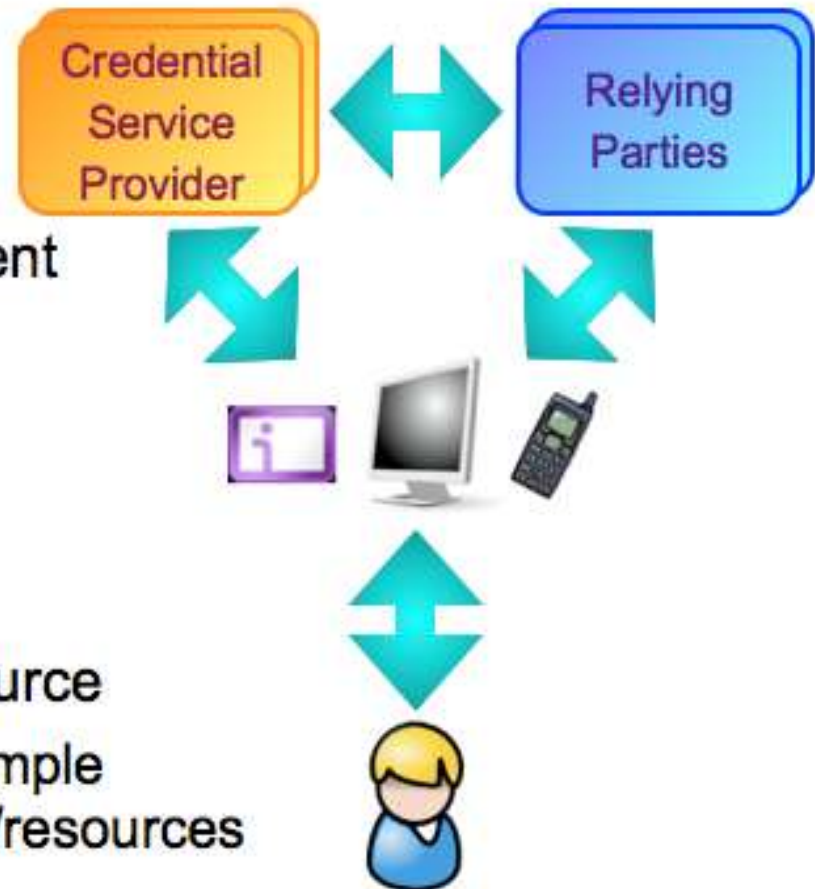 Credential
Service
Provider
Relying
Parties
ent
i
urce
mple
/resources